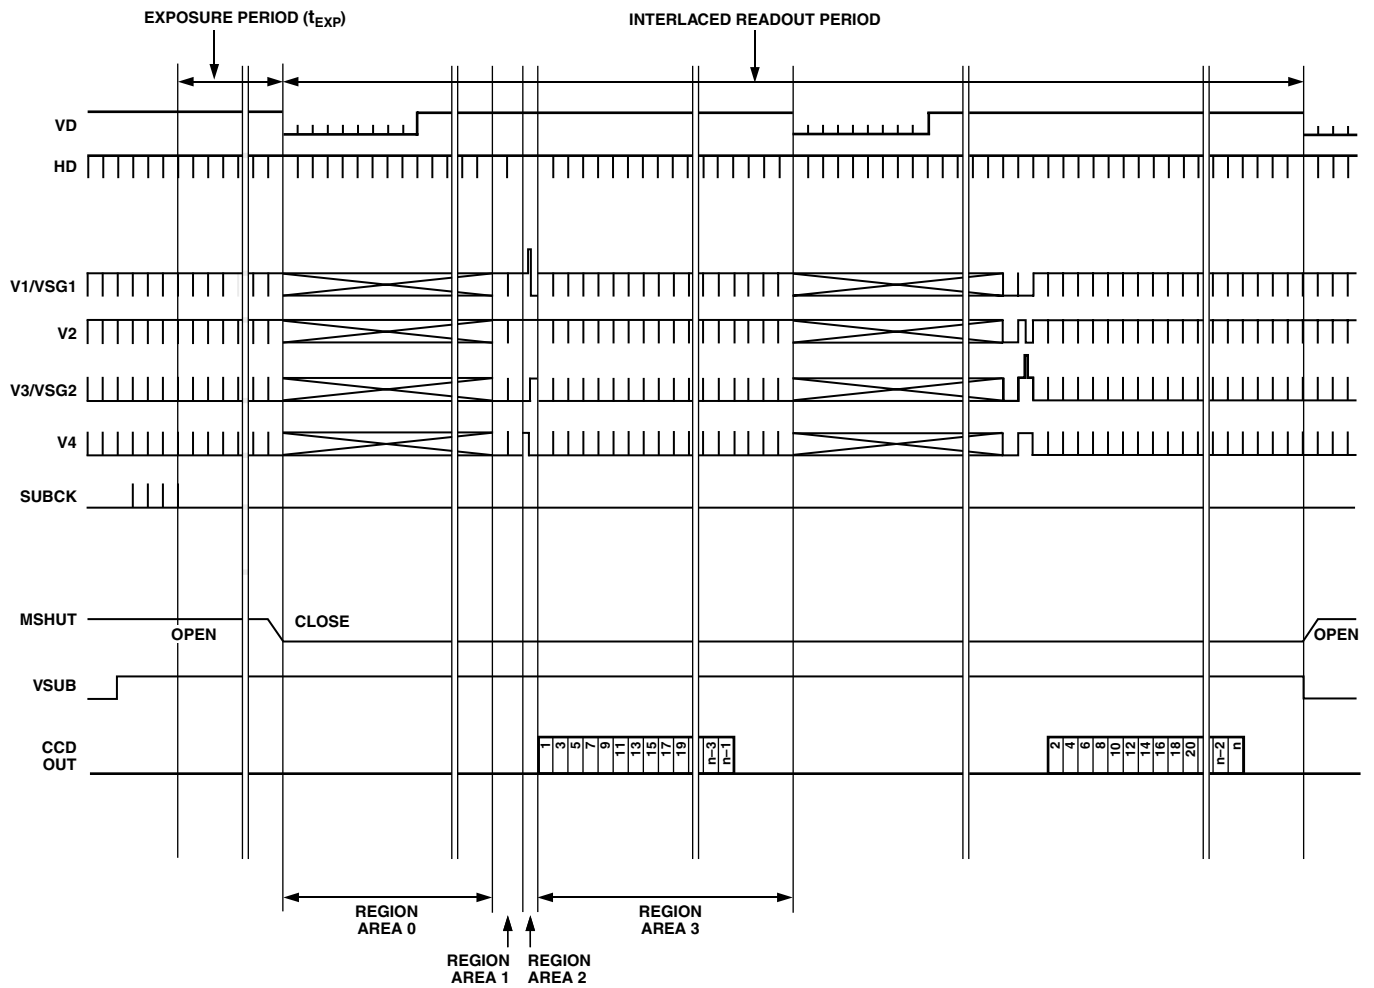 EXPOSURE PERIOD (tEXP)
INTERLACED READOUT PERIOD
VD
HD
V1/VSG1
V2
V3/VSG2
V4
SUBCK
MSHUT
OPEN
CLOSE
OPEN
VSUB
CCD
OUT
1 3 5 7 9 11 13 15 17 19 n–3 n–1
2 4 6 8 10 12 14 16 18 20 n–2 n
REGION
AREA 0
REGION
AREA 3
REGION
AREA 1
REGION
AREA 2